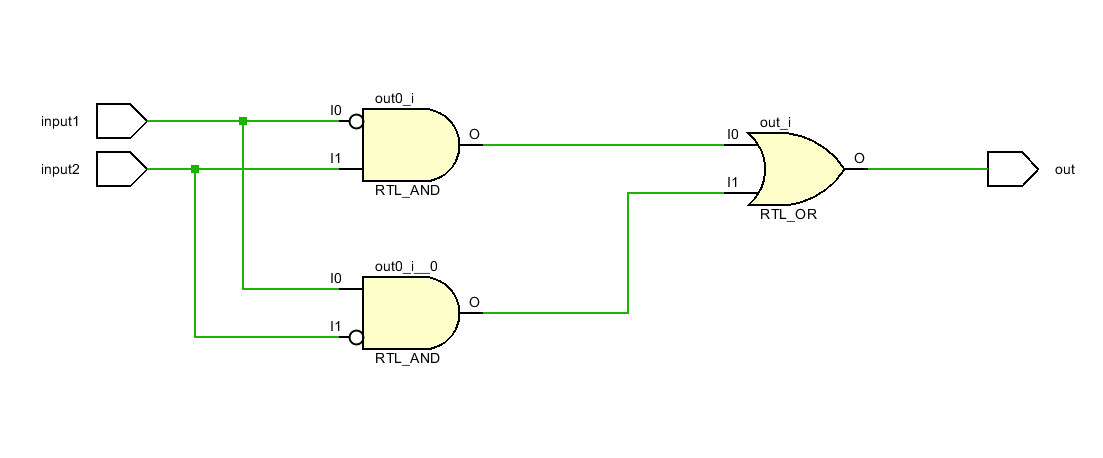 input1
input2
out0_i
I0
I1
O
RTL_AND
out0_i__0
I0
I1
O
RTL_AND
out_i
I0
I1
O
RTL_OR
out